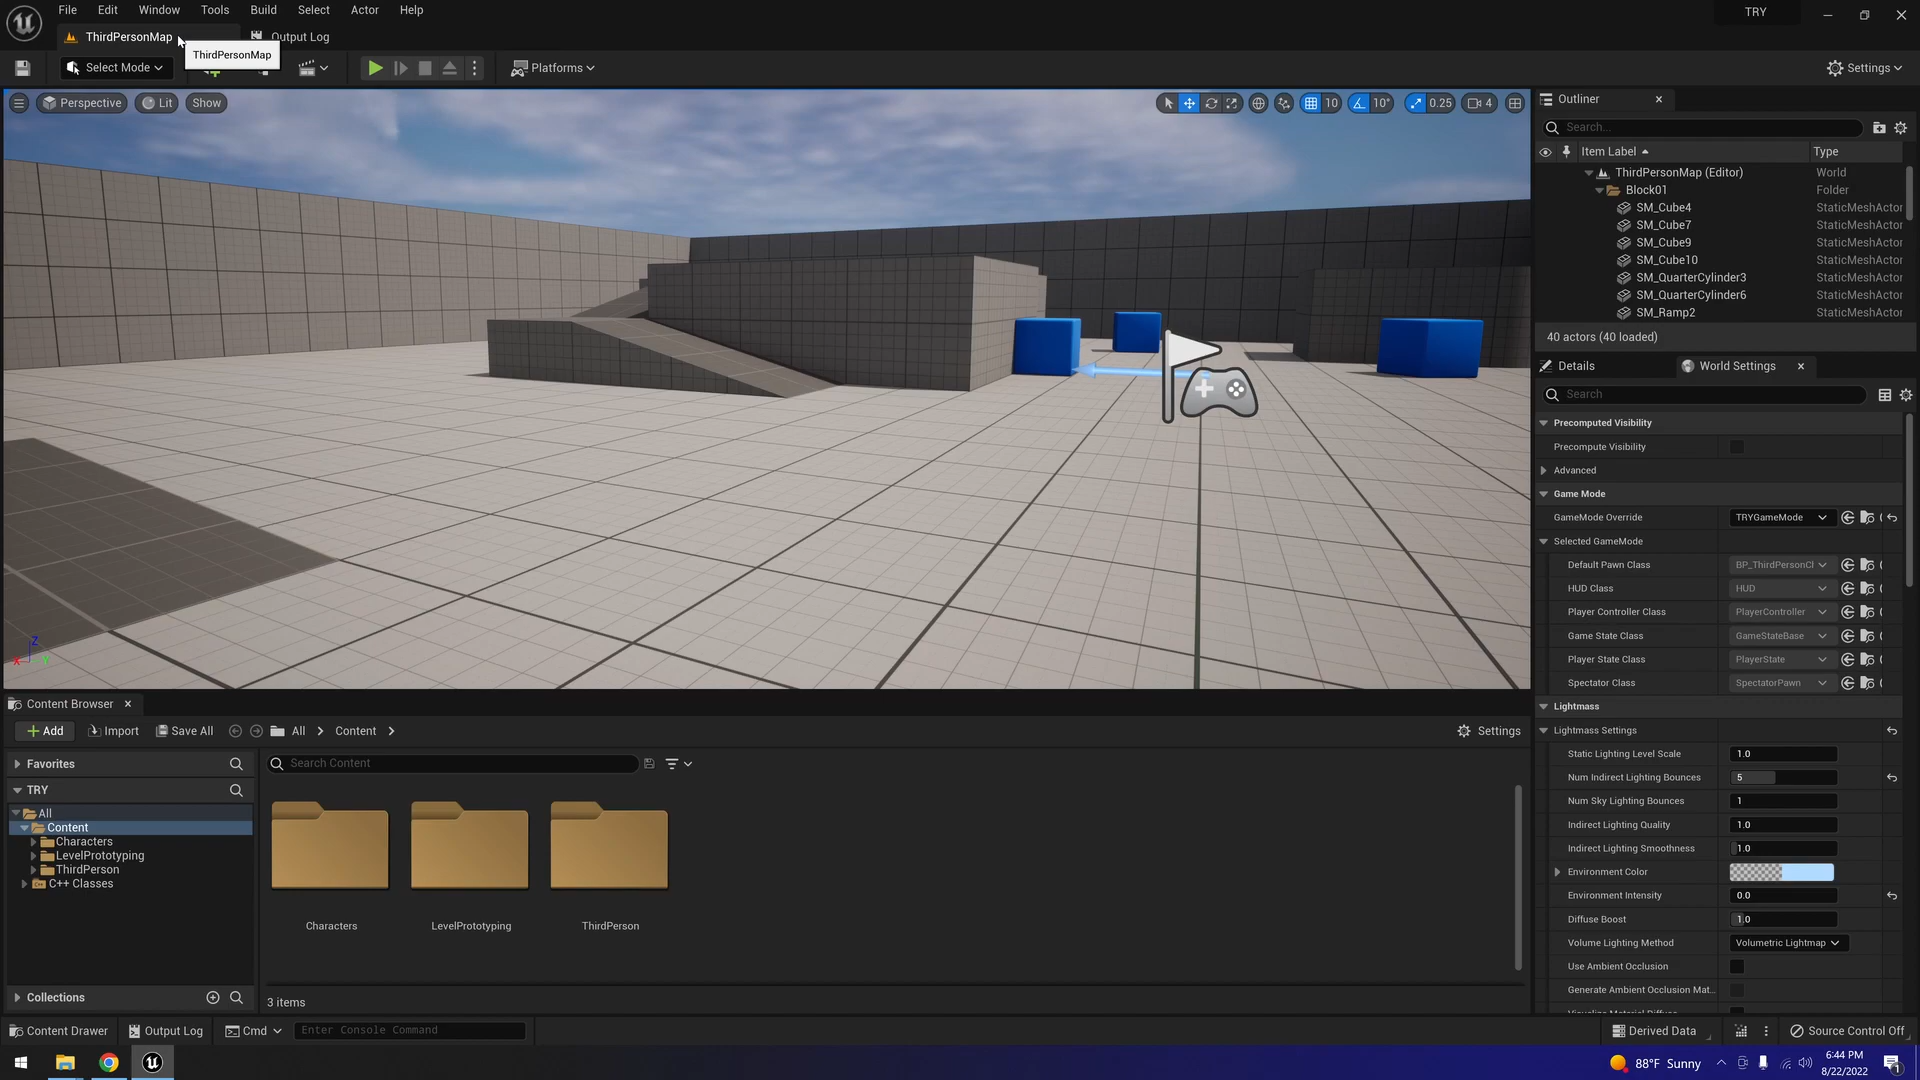 File Edit Window Tools Build Select Actor Help
TRY
ThirdPersonMap
Output Log
ThirdPersonMap
Select Mode
Platforms
Settings
Perspective
Lit
Show
10
10°
0.25
4
Outliner
Search...
Item Label
Type
ThirdPersonMap (Editor) World
Block01 Folder
SM_Cube4 StaticMeshActor
SM_Cube7 StaticMeshActor
SM_Cube9 StaticMeshActor
SM_Cube10 StaticMeshActor
SM_QuarterCylinder3 StaticMeshActor
SM_QuarterCylinder6 StaticMeshActor
SM_Ramp2 StaticMeshActor
40 actors (40 loaded)
Details
World Settings
Search
Precomputed Visibility
Precompute Visibility
Advanced
Game Mode
GameMode Override TRYGameMode
Selected GameMode
Default Pawn Class BP_ThirdPersonCl
HUD Class HUD
Player Controller Class PlayerController
Game State Class GameStateBase
Player State Class PlayerState
Spectator Class SpectatorPawn
Lightmass
Lightmass Settings
Static Lighting Level Scale 1.0
Num Indirect Lighting Bounces 5
Num Sky Lighting Bounces 1
Indirect Lighting Quality 1.0
Indirect Lighting Smoothness 1.0
Environment Color
Environment Intensity 0.0
Diffuse Boost 1.0
Volume Lighting Method Volumetric Lightmap
Use Ambient Occlusion
Generate Ambient Occlusion Mat...
Z
X
Y
Content Browser
Add
Import
Save All
All
Content
Settings
Favorites
Search Content
TRY
All
Content
Characters
LevelPrototyping
ThirdPerson
C++ Classes
Characters
LevelPrototyping
ThirdPerson
Collections
3 items
Content Drawer
Output Log
Cmd
Enter Console Command
Derived Data
Source Control Off
88°F Sunny
6:44 PM
8/22/2022
1